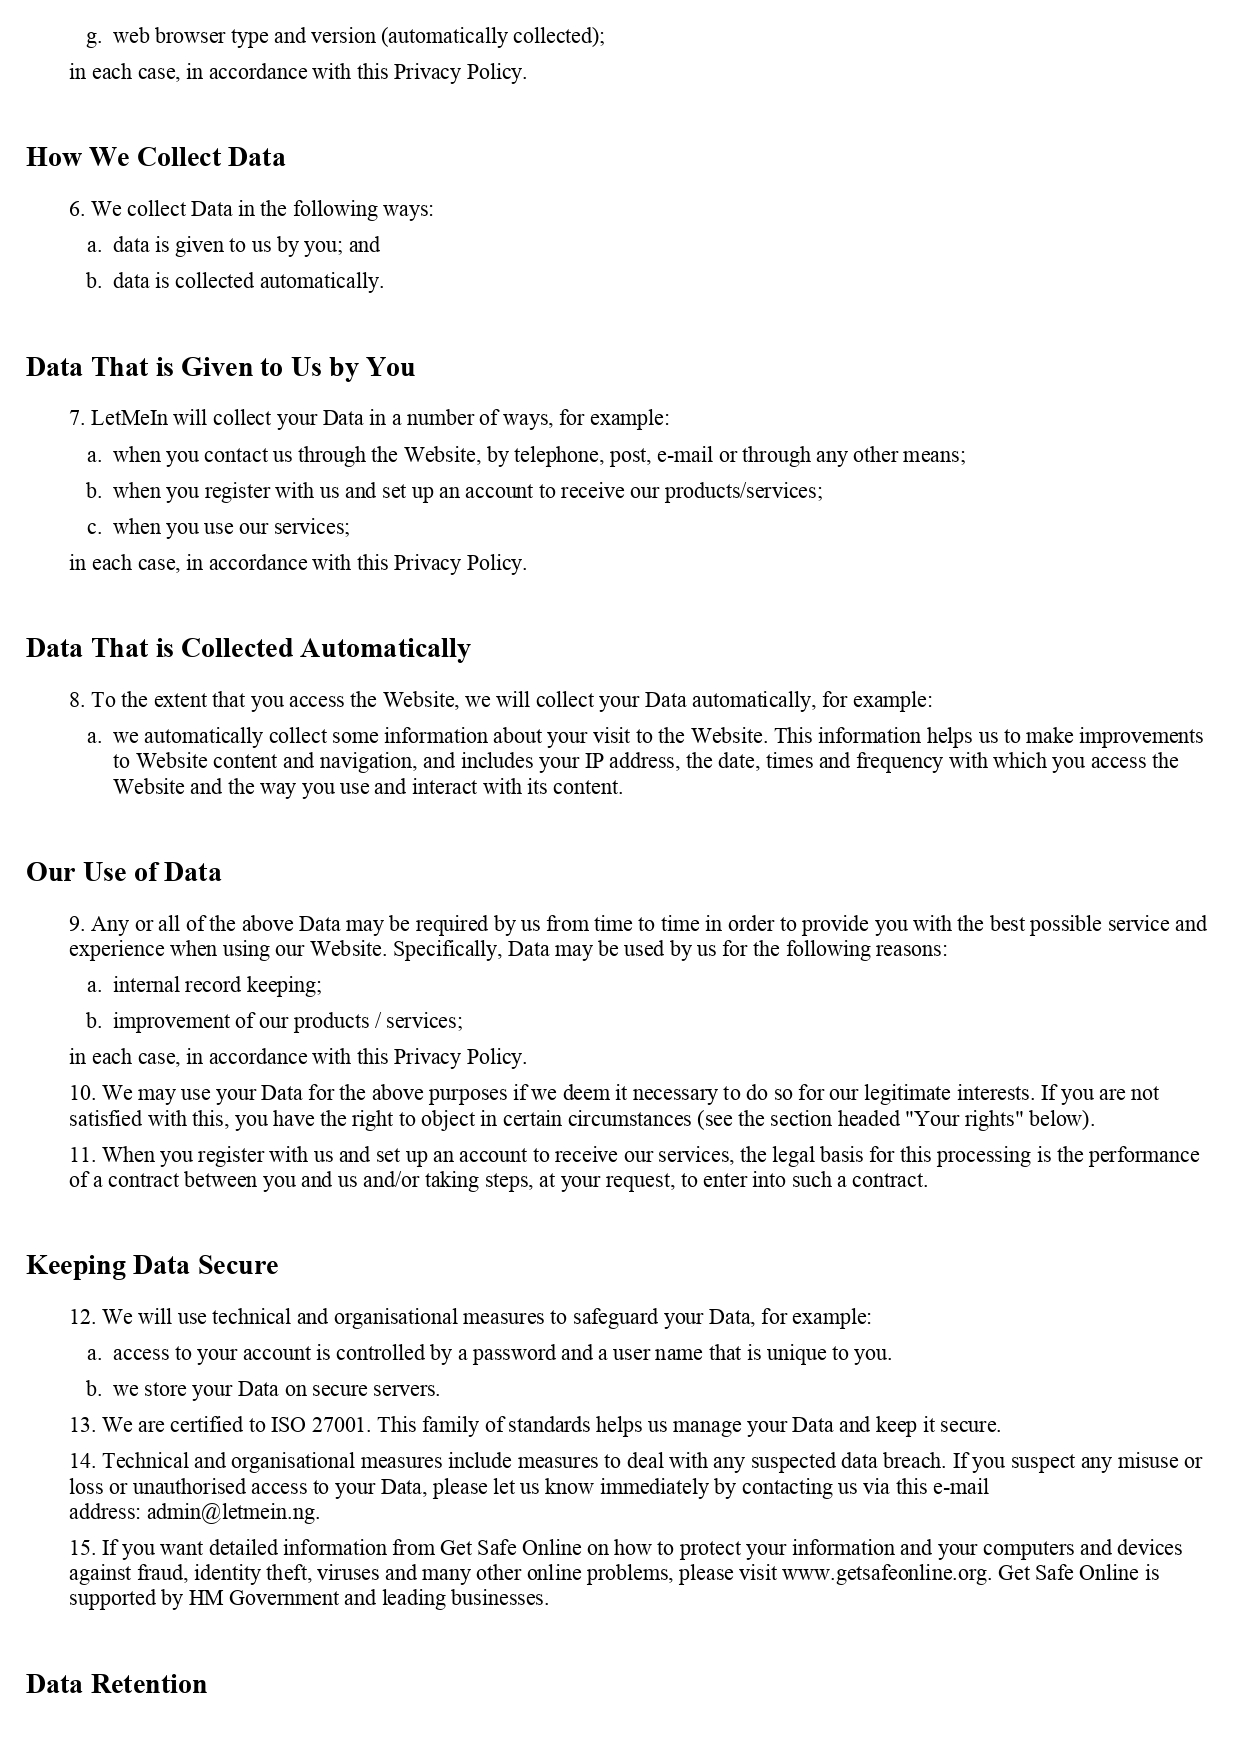 g. web browser type and version (automatically collected);
in each case, in accordance with this Privacy Policy.
How We Collect Data
6. We collect Data in the following ways:
a. data is given to us by you; and
b. data is collected automatically.
Data That is Given to Us by You
7. LetMeIn will collect your Data in a number of ways, for example:
a. when you contact us through the Website, by telephone, post, e-mail or through any other means;
b. when you register with us and set up an account to receive our products/services;
c. when you use our services;
in each case, in accordance with this Privacy Policy.
Data That is Collected Automatically
8. To the extent that you access the Website, we will collect your Data automatically, for example:
a. we automatically collect some information about your visit to the Website. This information helps us to make improvements
to Website content and navigation, and includes your IP address, the date, times and frequency with which you access the
Website and the way you use and interact with its content.
Our Use of Data
9. Any or all of the above Data may be required by us from time to time in order to provide you with the best possible service and
experience when using our Website. Specifically, Data may be used by us for the following reasons:
a. internal record keeping;
b. improvement of our products / services;
in each case, in accordance with this Privacy Policy.
10. We may use your Data for the above purposes if we deem it necessary to do so for our legitimate interests. If you are not
satisfied with this, you have the right to object in certain circumstances (see the section headed "Your rights" below).
11. When you register with us and set up an account to receive our services, the legal basis for this processing is the performance
of a contract between you and us and/or taking steps, at your request, to enter into such a contract.
Keeping Data Secure
12. We will use technical and organisational measures to safeguard your Data, for example:
a. access to your account is controlled by a password and a user name that is unique to you.
b. we store your Data on secure servers.
13. We are certified to ISO 27001. This family of standards helps us manage your Data and keep it secure.
14. Technical and organisational measures include measures to deal with any suspected data breach. If you suspect any misuse or
loss or unauthorised access to your Data, please let us know immediately by contacting us via this e-mail
address: admin@letmein.ng.
15. If you want detailed information from Get Safe Online on how to protect your information and your computers and devices
against fraud, identity theft, viruses and many other online problems, please visit www.getsafeonline.org. Get Safe Online is
supported by HM Government and leading businesses.
Data Retention